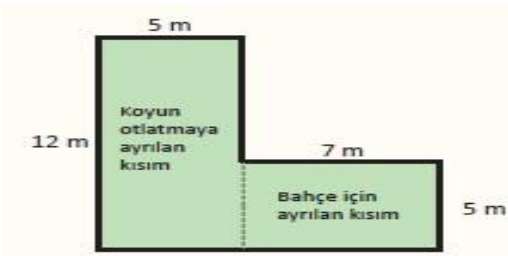 5 m
Koyun
otlatmaya
ayrılan
kısım
12 m
7 m
Bahçe için
ayrılan kısım
5 m